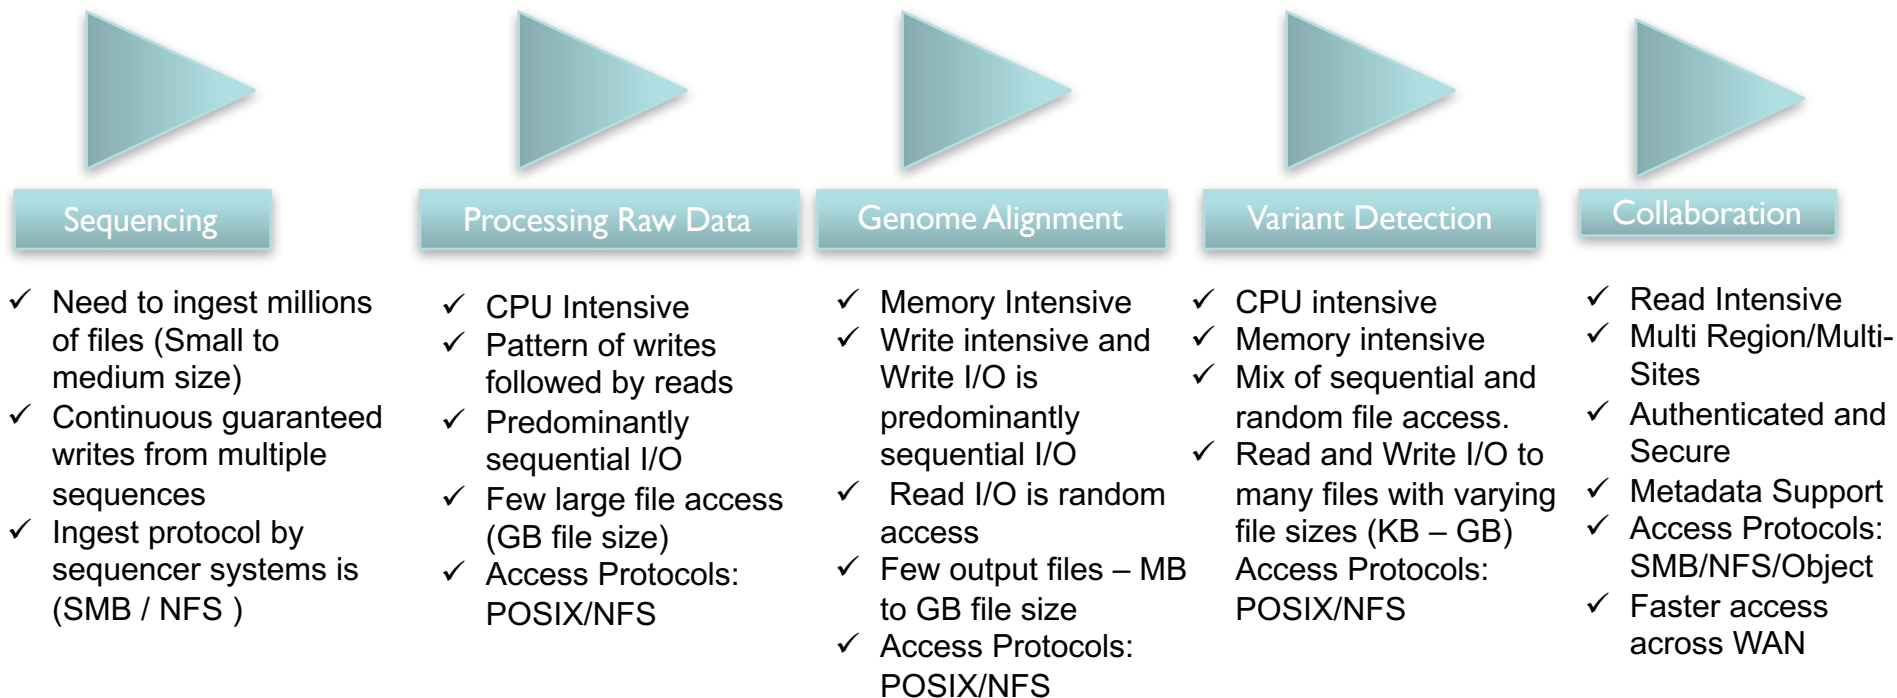 Sequencing
✓ Need to ingest millions
of files (Small to
medium size)
✓ Continuous guaranteed
writes from multiple
sequences
✓ Ingest protocol by
sequencer systems is
(SMB / NFS )
Processing Raw Data
✓ CPU Intensive
✓ Pattern of writes
followed by reads
✓ Predominantly
sequential I/O
✓ Few large file access
(GB file size)
✓ Access Protocols:
POSIX/NFS
Genome Alignment
✓ Memory Intensive
✓ Write intensive and
Write I/O is
predominantly
sequential I/O
✓ Read I/O is random
access
✓ Few output files – MB
to GB file size
✓ Access Protocols:
POSIX/NFS
Variant Detection
✓ CPU intensive
✓ Memory intensive
✓ Mix of sequential and
random file access.
✓ Read and Write I/O to
many files with varying
file sizes (KB – GB)
Access Protocols:
POSIX/NFS
Collaboration
✓ Read Intensive
✓ Multi Region/Multi-
Sites
✓ Authenticated and
Secure
✓ Metadata Support
✓ Access Protocols:
SMB/NFS/Object
✓ Faster access
across WAN